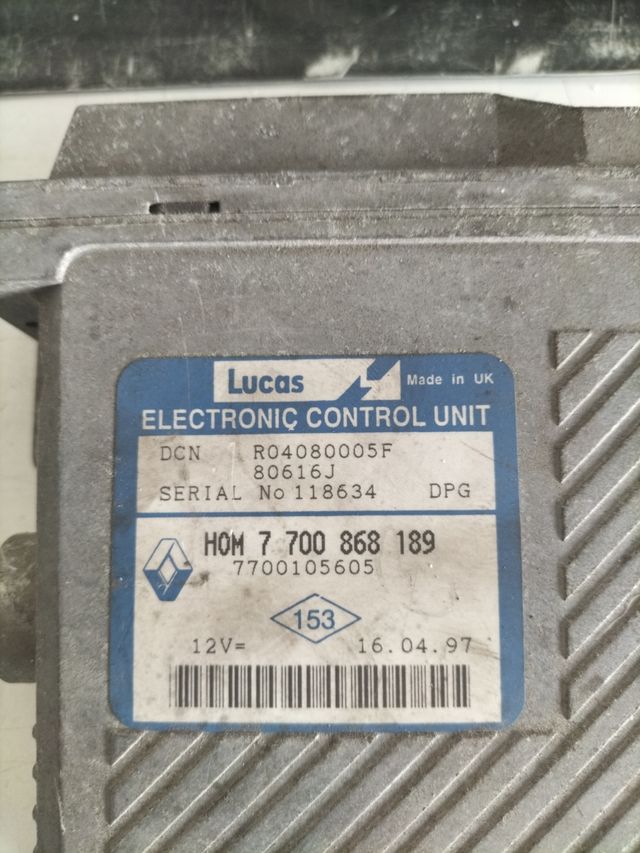 Lucas Made in UK
ELECTRONIC CONTROL UNIT
DCN R04080005F
80616J
SERIAL No 118634 DPG
HOM 7 700 868 189
7700105605
153
12V= 16.04.97